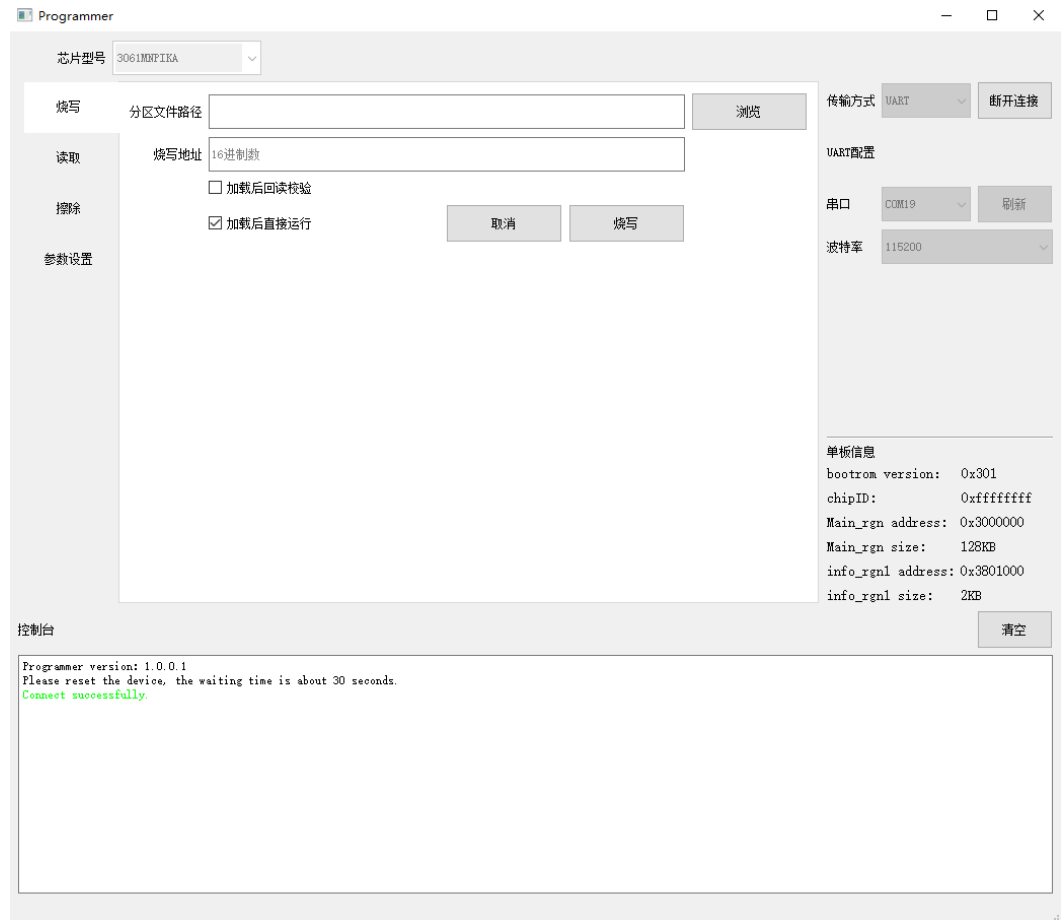 Programmer
芯片型号 3061MNPIKA
烧写
读取
擦除
参数设置
分区文件路径 浏览
烧写地址 16进制数
加载后回读校验
加载后直接运行 取消 烧写
传输方式 UART 断开连接
UART配置
串口 COM19 刷新
波特率 115200
单板信息
bootrom version: 0x301
chipID: 0xffffffff
Main_rgn address: 0x3000000
Main_rgn size: 128KB
info_rgn1 address: 0x3801000
info_rgn1 size: 2KB
控制台 清空
Programmer version: 1.0.0.1
Please reset the device, the waiting time is about 30 seconds.
Connect successfully.